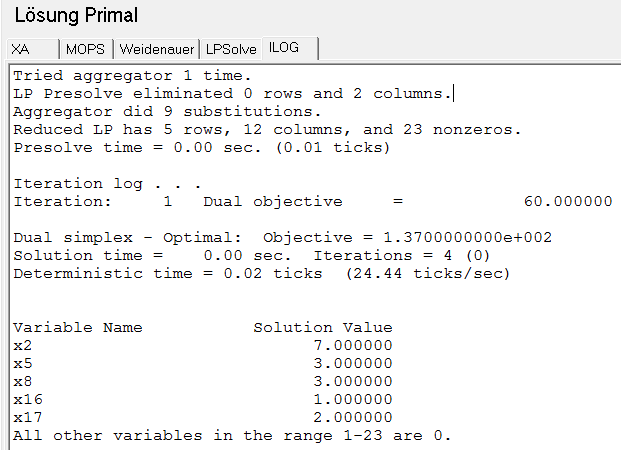 Lösung Primal
XA MOPS Weidenauer LPSolve ILOG
Tried aggregator 1 time.
LP Presolve eliminated 0 rows and 2 columns.
Aggregator did 9 substitutions.
Reduced LP has 5 rows, 12 columns, and 23 nonzeros.
Presolve time = 0.00 sec. (0.01 ticks)
Iteration log . . .
Iteration:     1   Dual objective     =            60.000000
Dual simplex - Optimal:  Objective = 1.3700000000e+002
Solution time =    0.00 sec.  Iterations = 4 (0)
Deterministic time = 0.02 ticks  (24.44 ticks/sec)
Variable Name           Solution Value
x2                            7.000000
x5                            3.000000
x8                            3.000000
x16                           1.000000
x17                           2.000000
All other variables in the range 1-23 are 0.